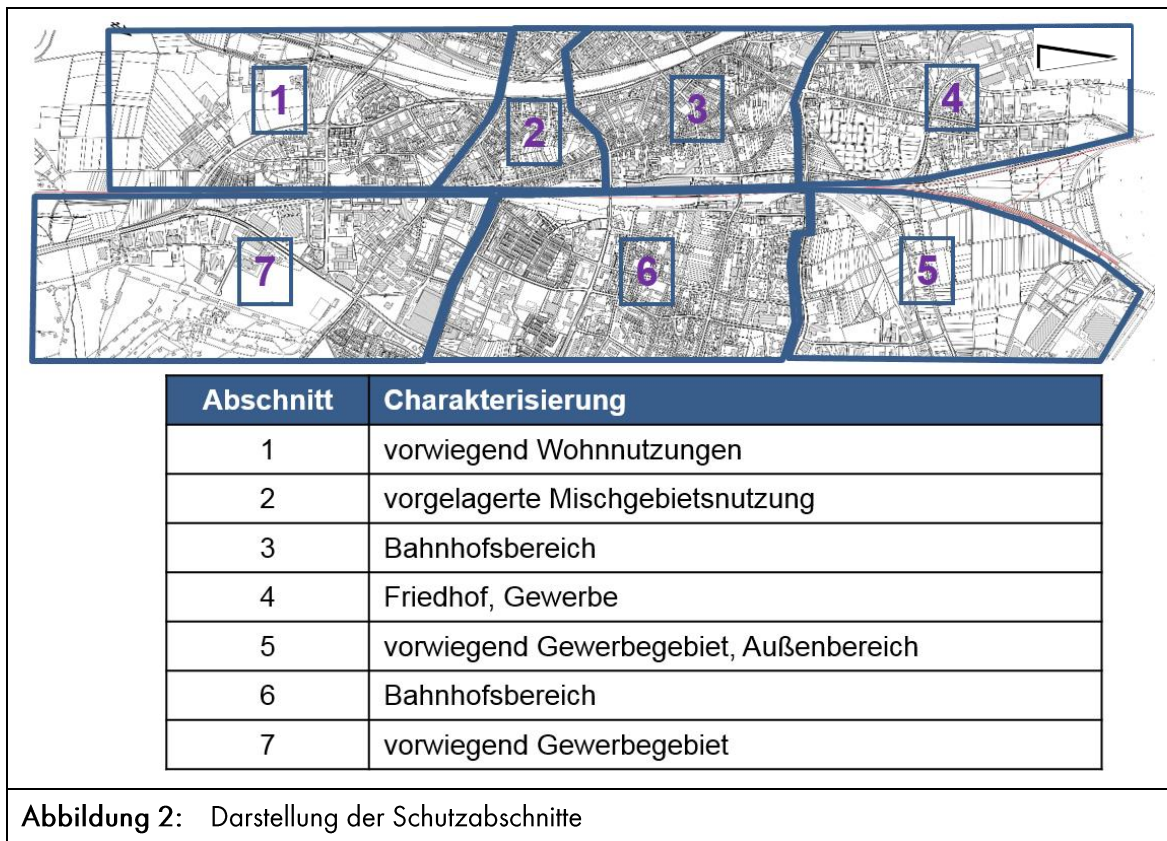 1
2
3
4
7
6
5
Abschnitt Charakterisierung
1 vorwiegend Wohnnutzungen
2 vorgelagerte Mischgebietsnutzung
3 Bahnhofsbereich
4 Friedhof, Gewerbe
5 vorwiegend Gewerbegebiet, Außenbereich
6 Bahnhofsbereich
7 vorwiegend Gewerbegebiet
Abbildung 2: Darstellung der Schutzabschnitte